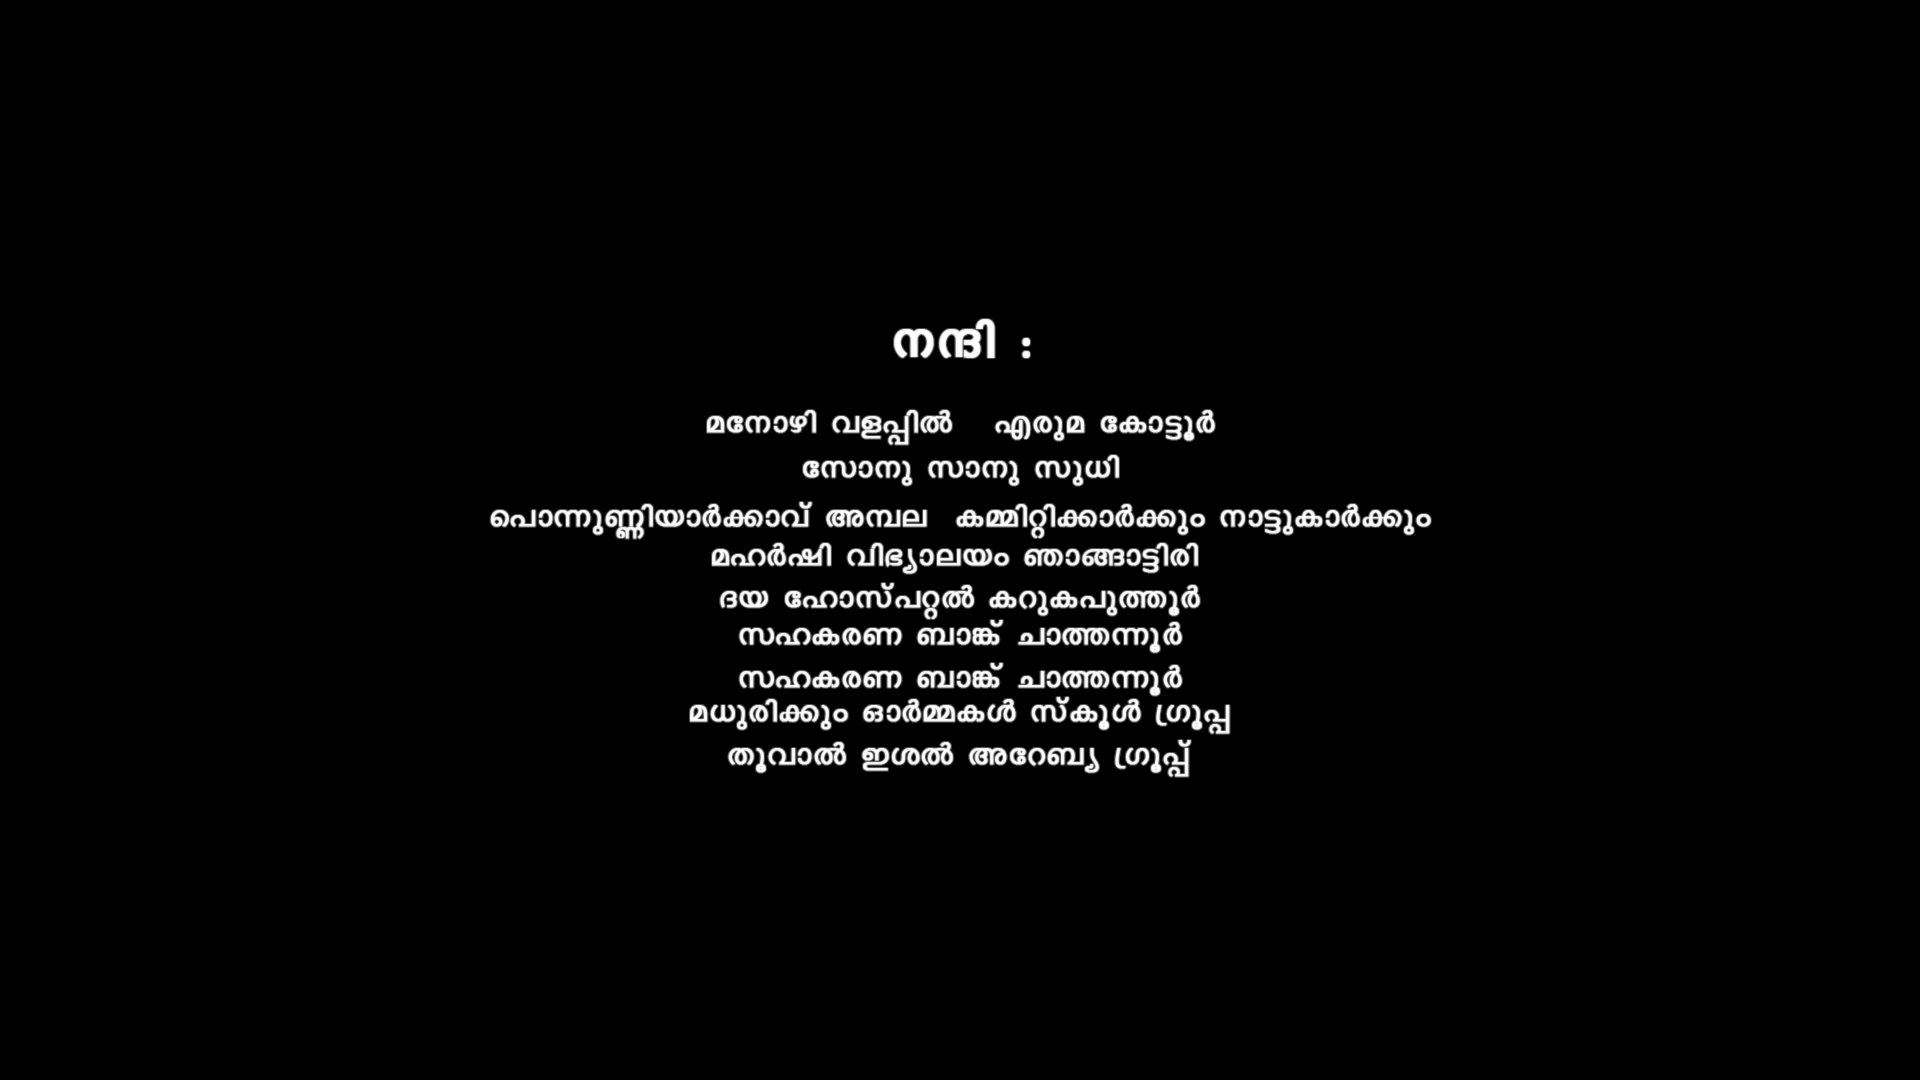 നന്ദി :
മനോഴി വളപ്പിൽ എരുമ കോട്ടൂർ
സോനു സാനു സുധി
പൊന്നുണ്ണിയാർക്കാവ് അമ്പല കമ്മിറ്റിക്കാർക്കും നാട്ടുകാർക്കും
മഹർഷി വിഭ്യാലയം ഞാങ്ങാട്ടിരി
ദയ ഹോസ്പറ്റൽ കറുകപുത്തൂർ
സഹകരണ ബാങ്ക് ചാത്തന്നൂർ
സഹകരണ ബാങ്ക് ചാത്തന്നൂർ
മധുരിക്കും ഓർമ്മകൾ സ്കൂൾ ഗ്രൂപ്പ
തൂവാൽ ഇശൽ അറേബ്യ ഗ്രൂപ്പ്